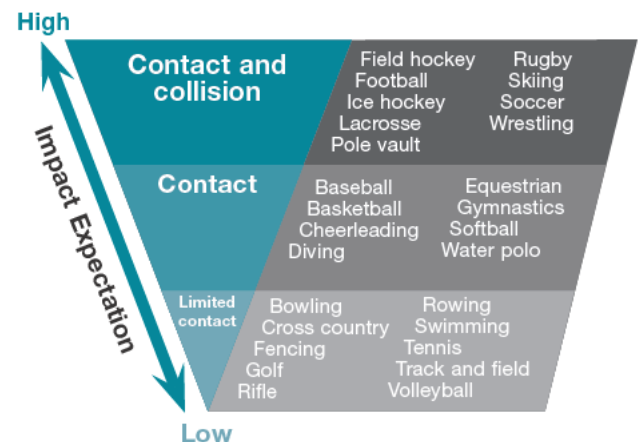 High
Impact Expectation
Low
Contact and
collision
Field hockey
Football
Ice hockey
Lacrosse
Pole vault
Rugby
Skiing
Soccer
Wrestling
Contact
Baseball
Basketball
Cheerleading
Diving
Equestrian
Gymnastics
Softball
Water polo
Limited
contact
Bowling
Cross country
Fencing
Golf
Rifle
Rowing
Swimming
Tennis
Track and field
Volleyball